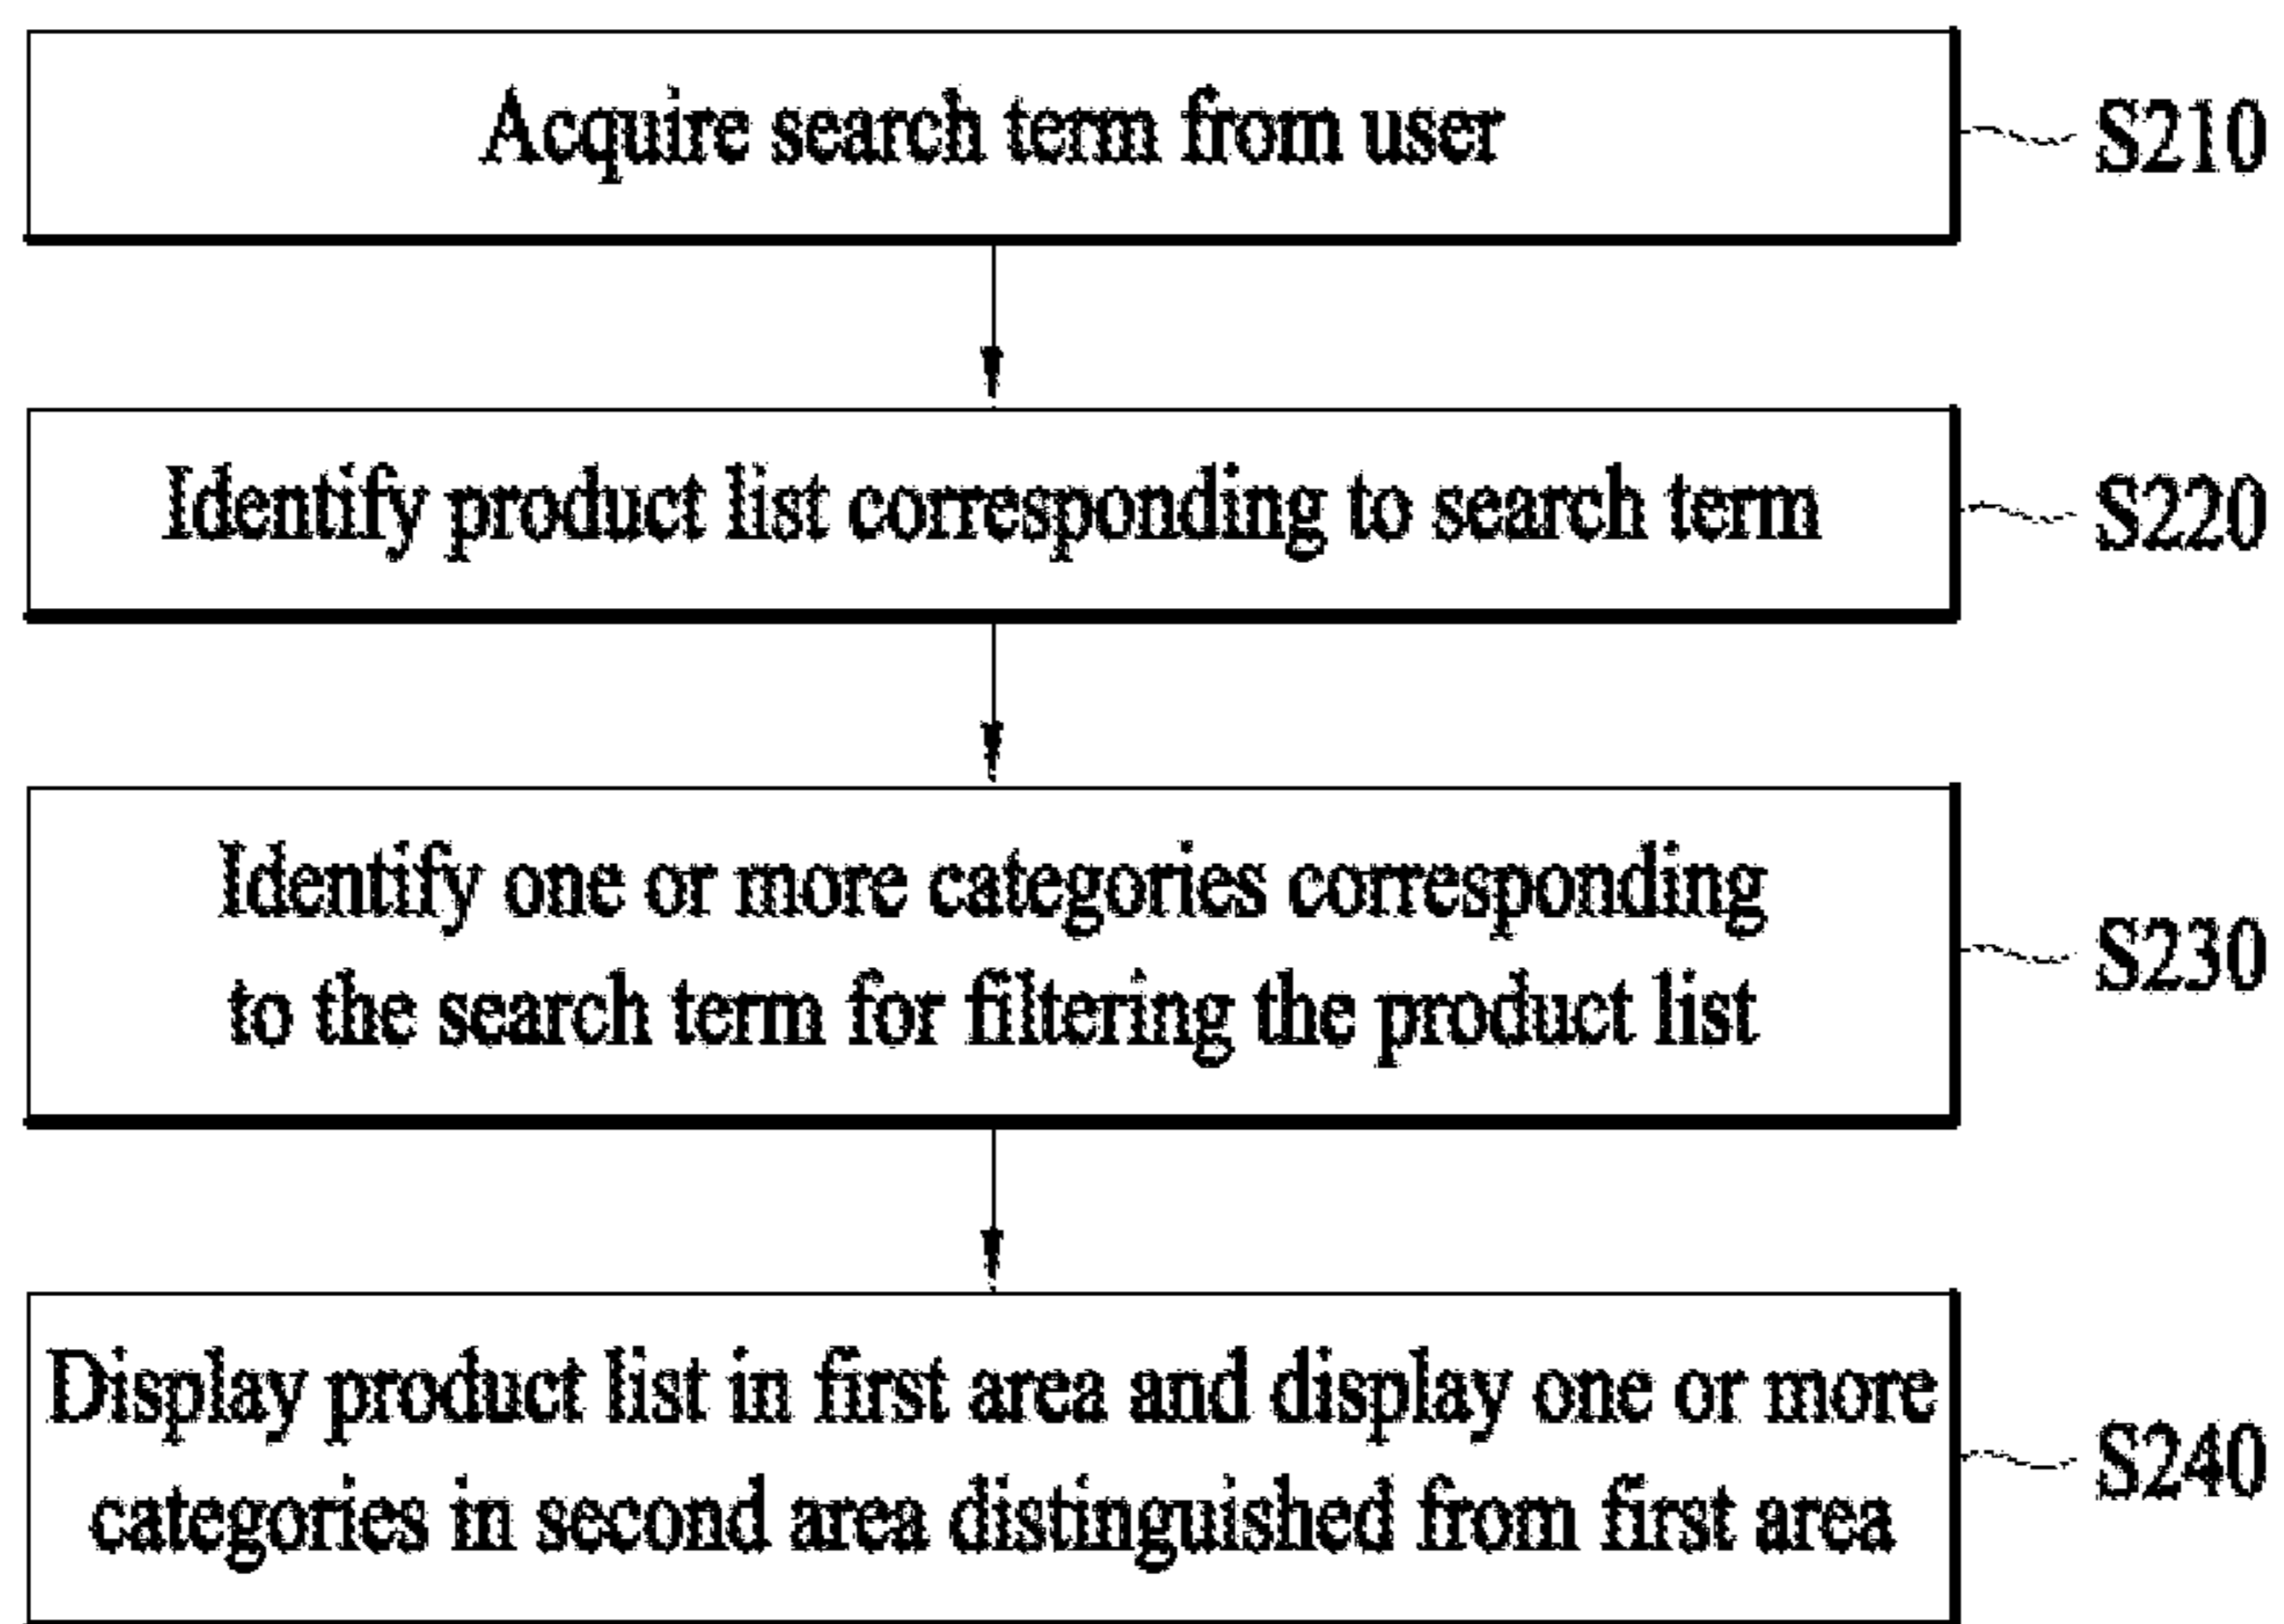 Acquire search term from user
S210
Identify product list corresponding to search term
S220
Identify one or more categories corresponding
to the search term for filtering the product list
S230
Display product list in first area and display one or more
categories in second area distinguished from first area
S240